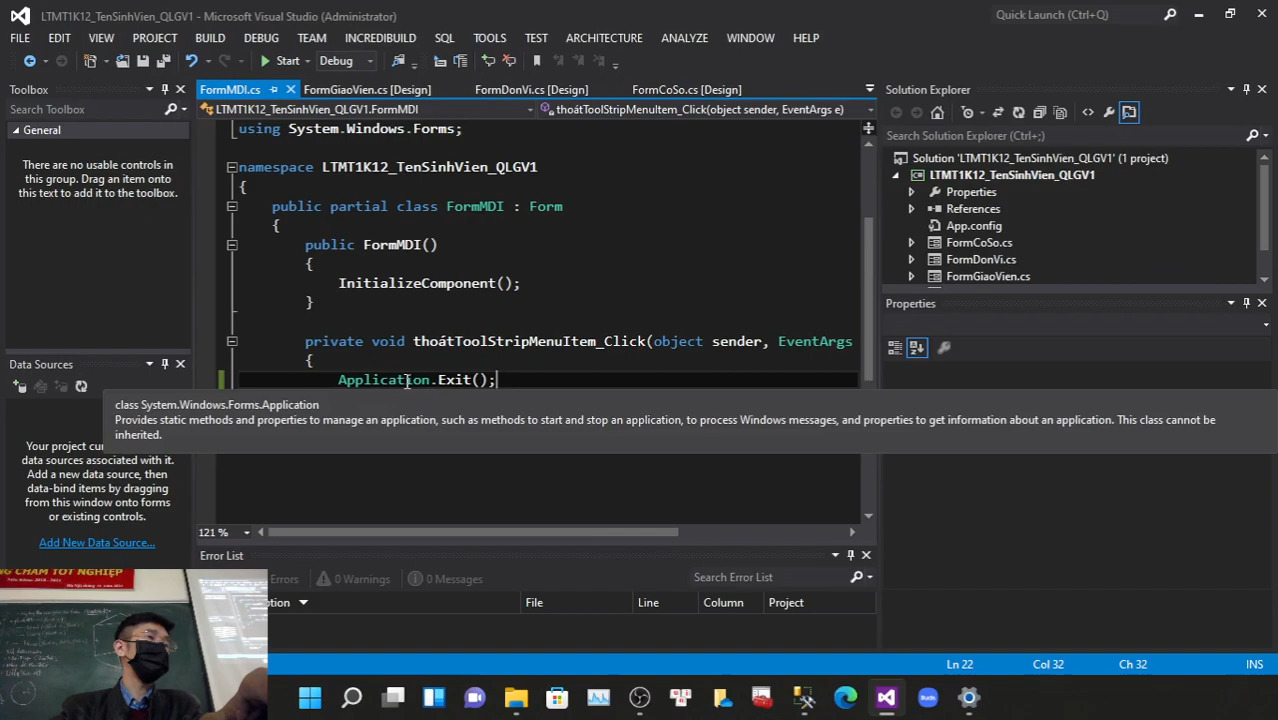 LTMT1K12_TenSinhVien_QLGV1 - Microsoft Visual Studio (Administrator)
Quick Launch (Ctrl+Q)
FILE EDIT VIEW PROJECT BUILD DEBUG TEAM INCREDIBUILD SQL TOOLS TEST ARCHITECTURE ANALYZE WINDOW HELP
Start Debug
Toolbox
FormMDI.cs FormGiaoVien.cs [Design] FormDonVi.cs [Design] FormCoSo.cs [Design]
Solution Explorer
Search Toolbox
LTMT1K12_TenSinhVien_QLGV1.FormMDI
thoátToolStripMenuItem_Click(object sender, EventArgs e)
General
There are no usable controls in
this group. Drag an item onto
this text to add it to the toolbox.
using System.Windows.Forms;
namespace LTMT1K12_TenSinhVien_QLGV1
{
public partial class FormMDI : Form
{
public FormMDI()
{
InitializeComponent();
}
private void thoátToolStripMenuItem_Click(object sender, EventArgs
{
Application.Exit();
class System.Windows.Forms.Application
Provides static methods and properties to manage an application, such as methods to start and stop an application, to process Windows messages, and properties to get information about an application. This class cannot be
inherited.
Search Solution Explorer (Ctrl+;)
Solution 'LTMT1K12_TenSinhVien_QLGV1' (1 project)
LTMT1K12_TenSinhVien_QLGV1
Properties
References
App.config
FormCoSo.cs
FormDonVi.cs
FormGiaoVien.cs
Properties
Data Sources
Your project cur
data sources associated with it.
Add a new data source, then
data-bind items by dragging
from this window onto forms
or existing controls.
Add New Data Source...
121 %
Error List
Errors 0 Warnings 0 Messages
Search Error List
ption File Line Column Project
NG CHẤM TỐT NGHIỆP
Ln 22 Col 32 Ch 32 INS